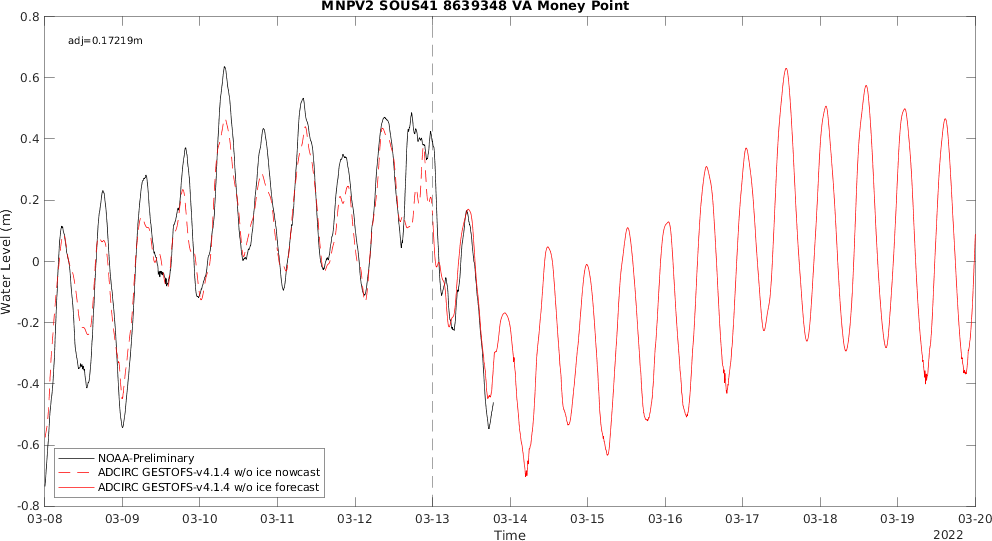 MNPV2 SOUS41 8639348 VA Money Point
adj=0.17219m
0.8
0.6
0.4
0.2
0
-0.2
-0.4
-0.6
-0.8
Water Level (m)
NOAA-Preliminary
ADCIRC GESTOFS-v4.1.4 w/o ice nowcast
ADCIRC GESTOFS-v4.1.4 w/o ice forecast
03-08 03-09 03-10 03-11 03-12 03-13 03-14 03-15 03-16 03-17 03-18 03-19 03-20
Time
2022